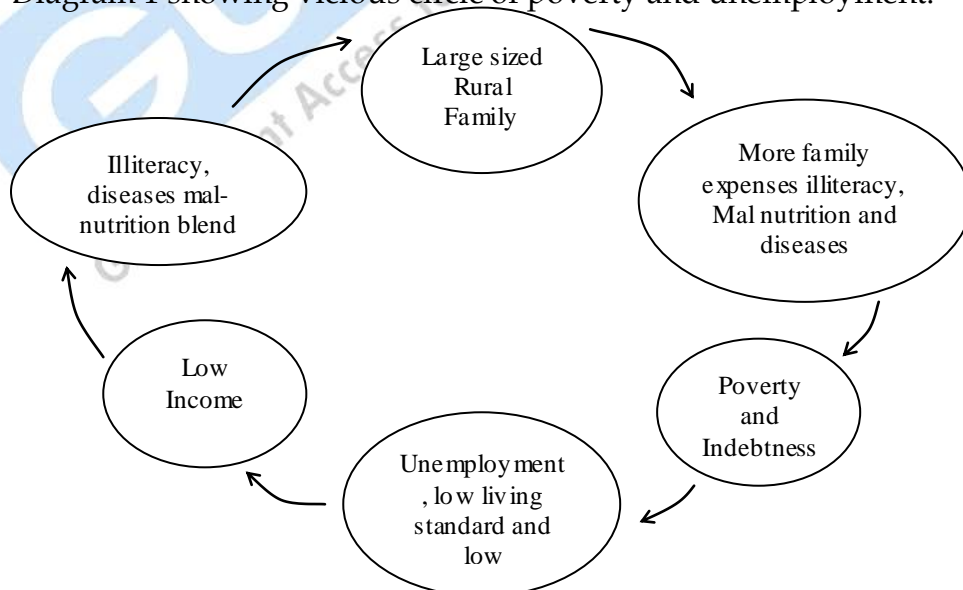 Diagram 1 showing vicious circle of poverty and unemployment.
Large sized
Rural
Family
More family
expenses illiteracy,
Mal nutrition and
diseases
Poverty
and
Indebtness
Unemployment
, low living
standard and
low
Low
Income
Illiteracy,
diseases mal-
nutrition blend